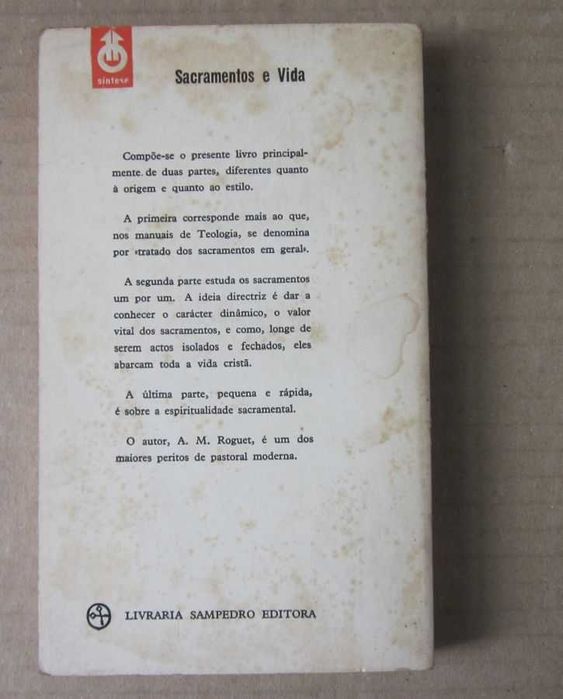 síntese
Sacramentos e Vida
Compõe-se o presente livro principal-
mente de duas partes, diferentes quanto
à origem e quanto ao estilo.
A primeira corresponde mais ao que,
nos manuais de Teologia, se denomina
por «tratado dos sacramentos em geral».
A segunda parte estuda os sacramentos
um por um. A ideia directriz é dar a
conhecer o carácter dinâmico, o valor
vital dos sacramentos, e como, longe de
serem actos isolados e fechados, eles
abarcam toda a vida cristã.
A última parte, pequena e rápida,
é sobre a espiritualidade sacramental.
O autor, A. M. Roguet, é um dos
maiores peritos de pastoral moderna.
LIVRARIA SAMPEDRO EDITORA